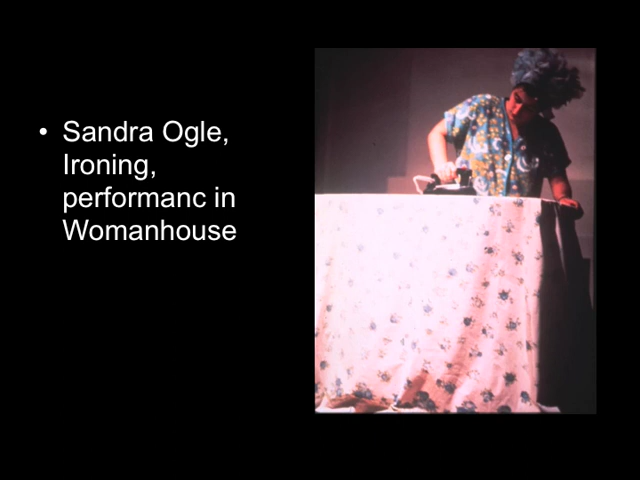 • Sandra Ogle,
Ironing,
performanc in
Womanhouse